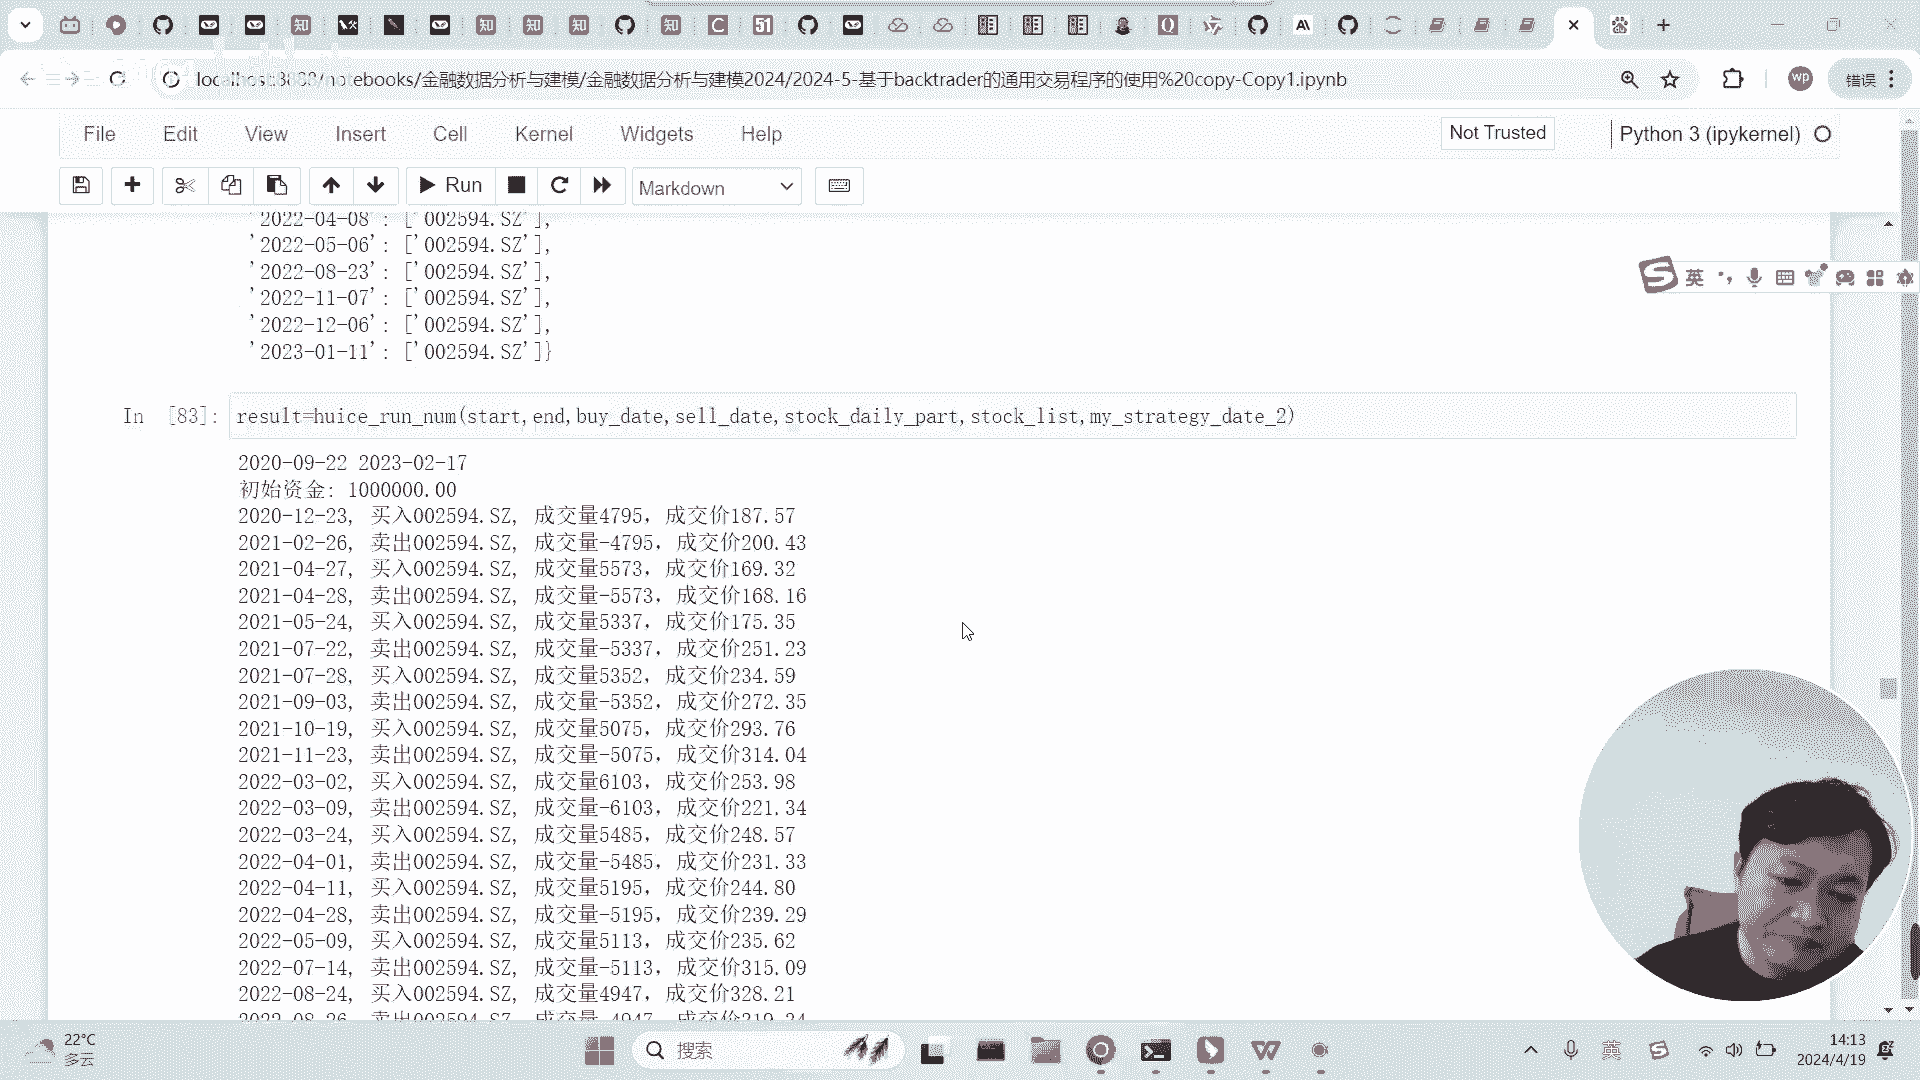 localhost:8888/notebooks/金融数据分析与建模/金融数据分析与建模2024/2024-5-基于backtrader的通用交易程序的使用%20copy-Copy1.ipynb
wp
错误
File Edit View Insert Cell Kernel Widgets Help
Not Trusted
Python 3 (ipykernel)
Run
Markdown
'2022-04-08': ['002594.SZ'],
'2022-05-06': ['002594.SZ'],
'2022-08-23': ['002594.SZ'],
'2022-11-07': ['002594.SZ'],
'2022-12-06': ['002594.SZ'],
'2023-01-11': ['002594.SZ']}
英
In [83]: result=huice_run_num(start,end,buy_date,sell_date,stock_daily_part,stock_list,my_strategy_date_2)
2020-09-22 2023-02-17
初始资金: 1000000.00
2020-12-23, 买入002594.SZ, 成交量4795，成交价187.57
2021-02-26, 卖出002594.SZ, 成交量-4795，成交价200.43
2021-04-27, 买入002594.SZ, 成交量5573，成交价169.32
2021-04-28, 卖出002594.SZ, 成交量-5573，成交价168.16
2021-05-24, 买入002594.SZ, 成交量5337，成交价175.35
2021-07-22, 卖出002594.SZ, 成交量-5337，成交价251.23
2021-07-28, 买入002594.SZ, 成交量5352，成交价234.59
2021-09-03, 卖出002594.SZ, 成交量-5352，成交价272.35
2021-10-19, 买入002594.SZ, 成交量5075，成交价293.76
2021-11-23, 卖出002594.SZ, 成交量-5075，成交价314.04
2022-03-02, 买入002594.SZ, 成交量6103，成交价253.98
2022-03-09, 卖出002594.SZ, 成交量-6103，成交价221.34
2022-03-24, 买入002594.SZ, 成交量5485，成交价248.57
2022-04-01, 卖出002594.SZ, 成交量-5485，成交价231.33
2022-04-11, 买入002594.SZ, 成交量5195，成交价244.80
2022-04-28, 卖出002594.SZ, 成交量-5195，成交价239.29
2022-05-09, 买入002594.SZ, 成交量5113，成交价235.62
2022-07-14, 卖出002594.SZ, 成交量-5113，成交价315.09
2022-08-24, 买入002594.SZ, 成交量4947，成交价328.21
2022-08-26, 卖出002594.SZ, 成交量-4947，成交价319.24
22°C
多云
搜索
英
14:13
2024/4/19